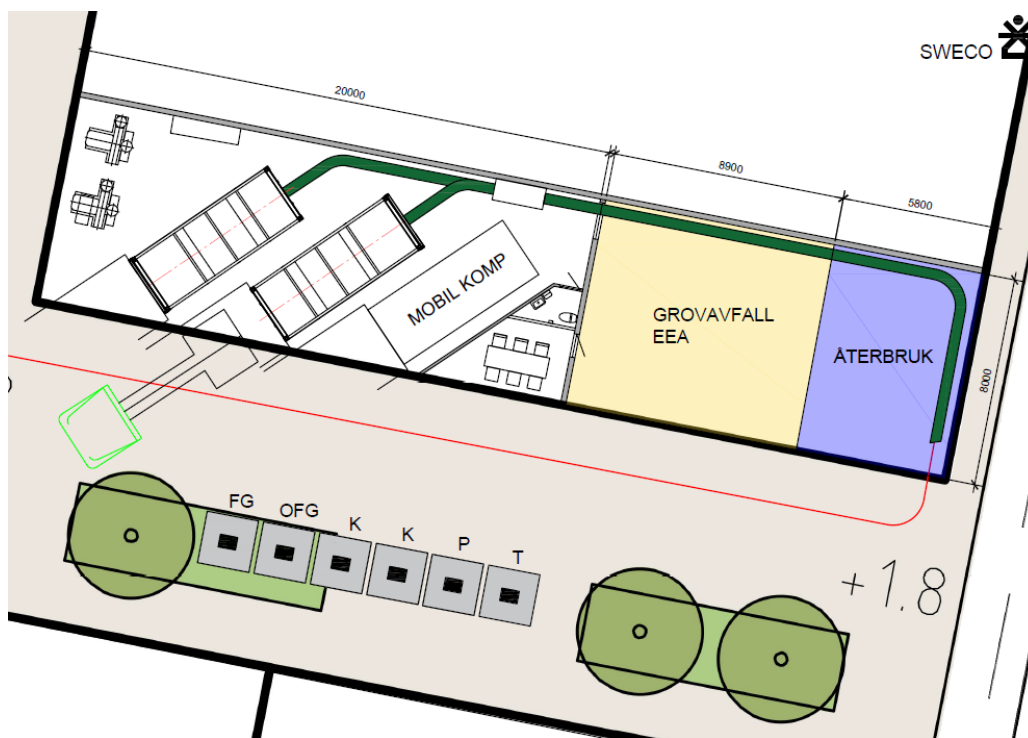 SWECO
20000
8900
5800
MOBIL KOMP
GROVAVFALL
EEA
ÅTERBRUK
8000
FG
OFG
K
K
P
T
+1.8